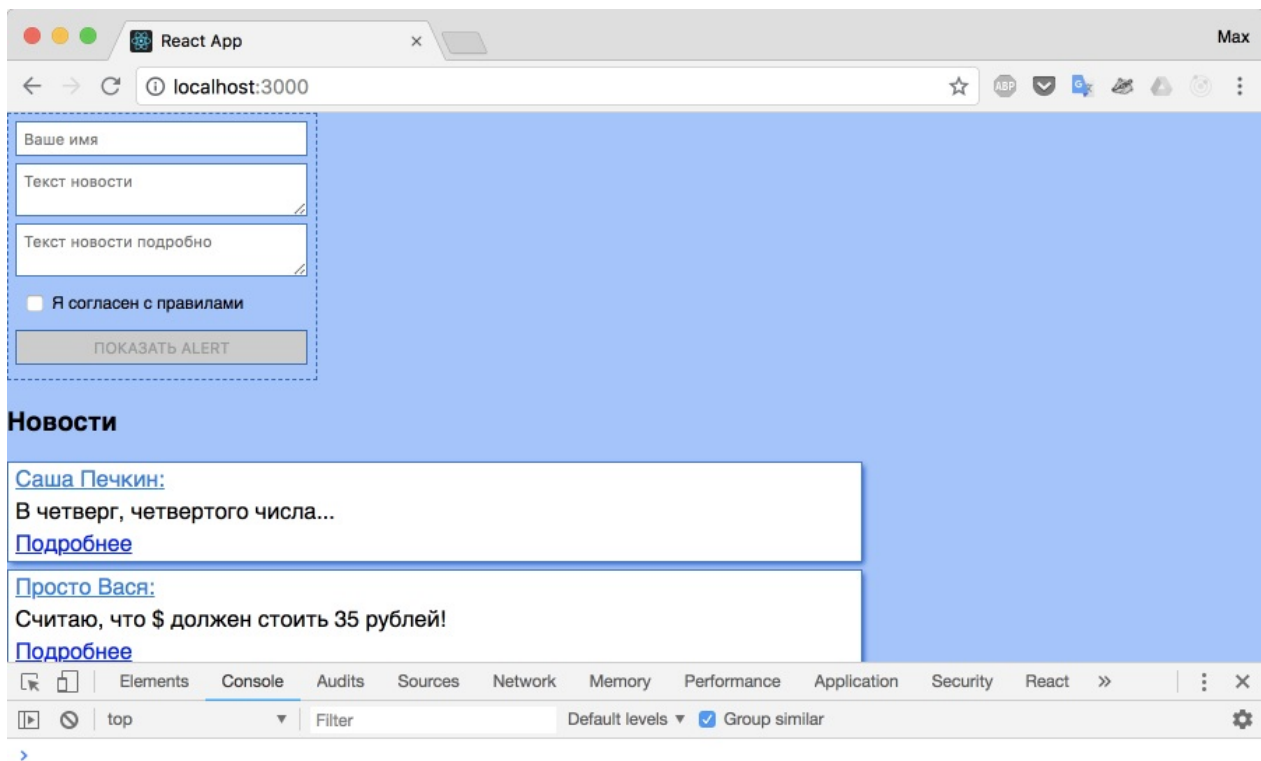 React App
Max
localhost:3000
ABP
Ваше имя
Текст новости
Текст новости подробно
Я согласен с правилами
ПОКАЗАТЬ ALERT
Новости
Саша Печкин:
В четверг, четвертого числа...
Подробнее
Просто Вася:
Считаю, что $ должен стоить 35 рублей!
Подробнее
Elements Console Audits Sources Network Memory Performance Application Security React »
top Filter Default levels Group similar